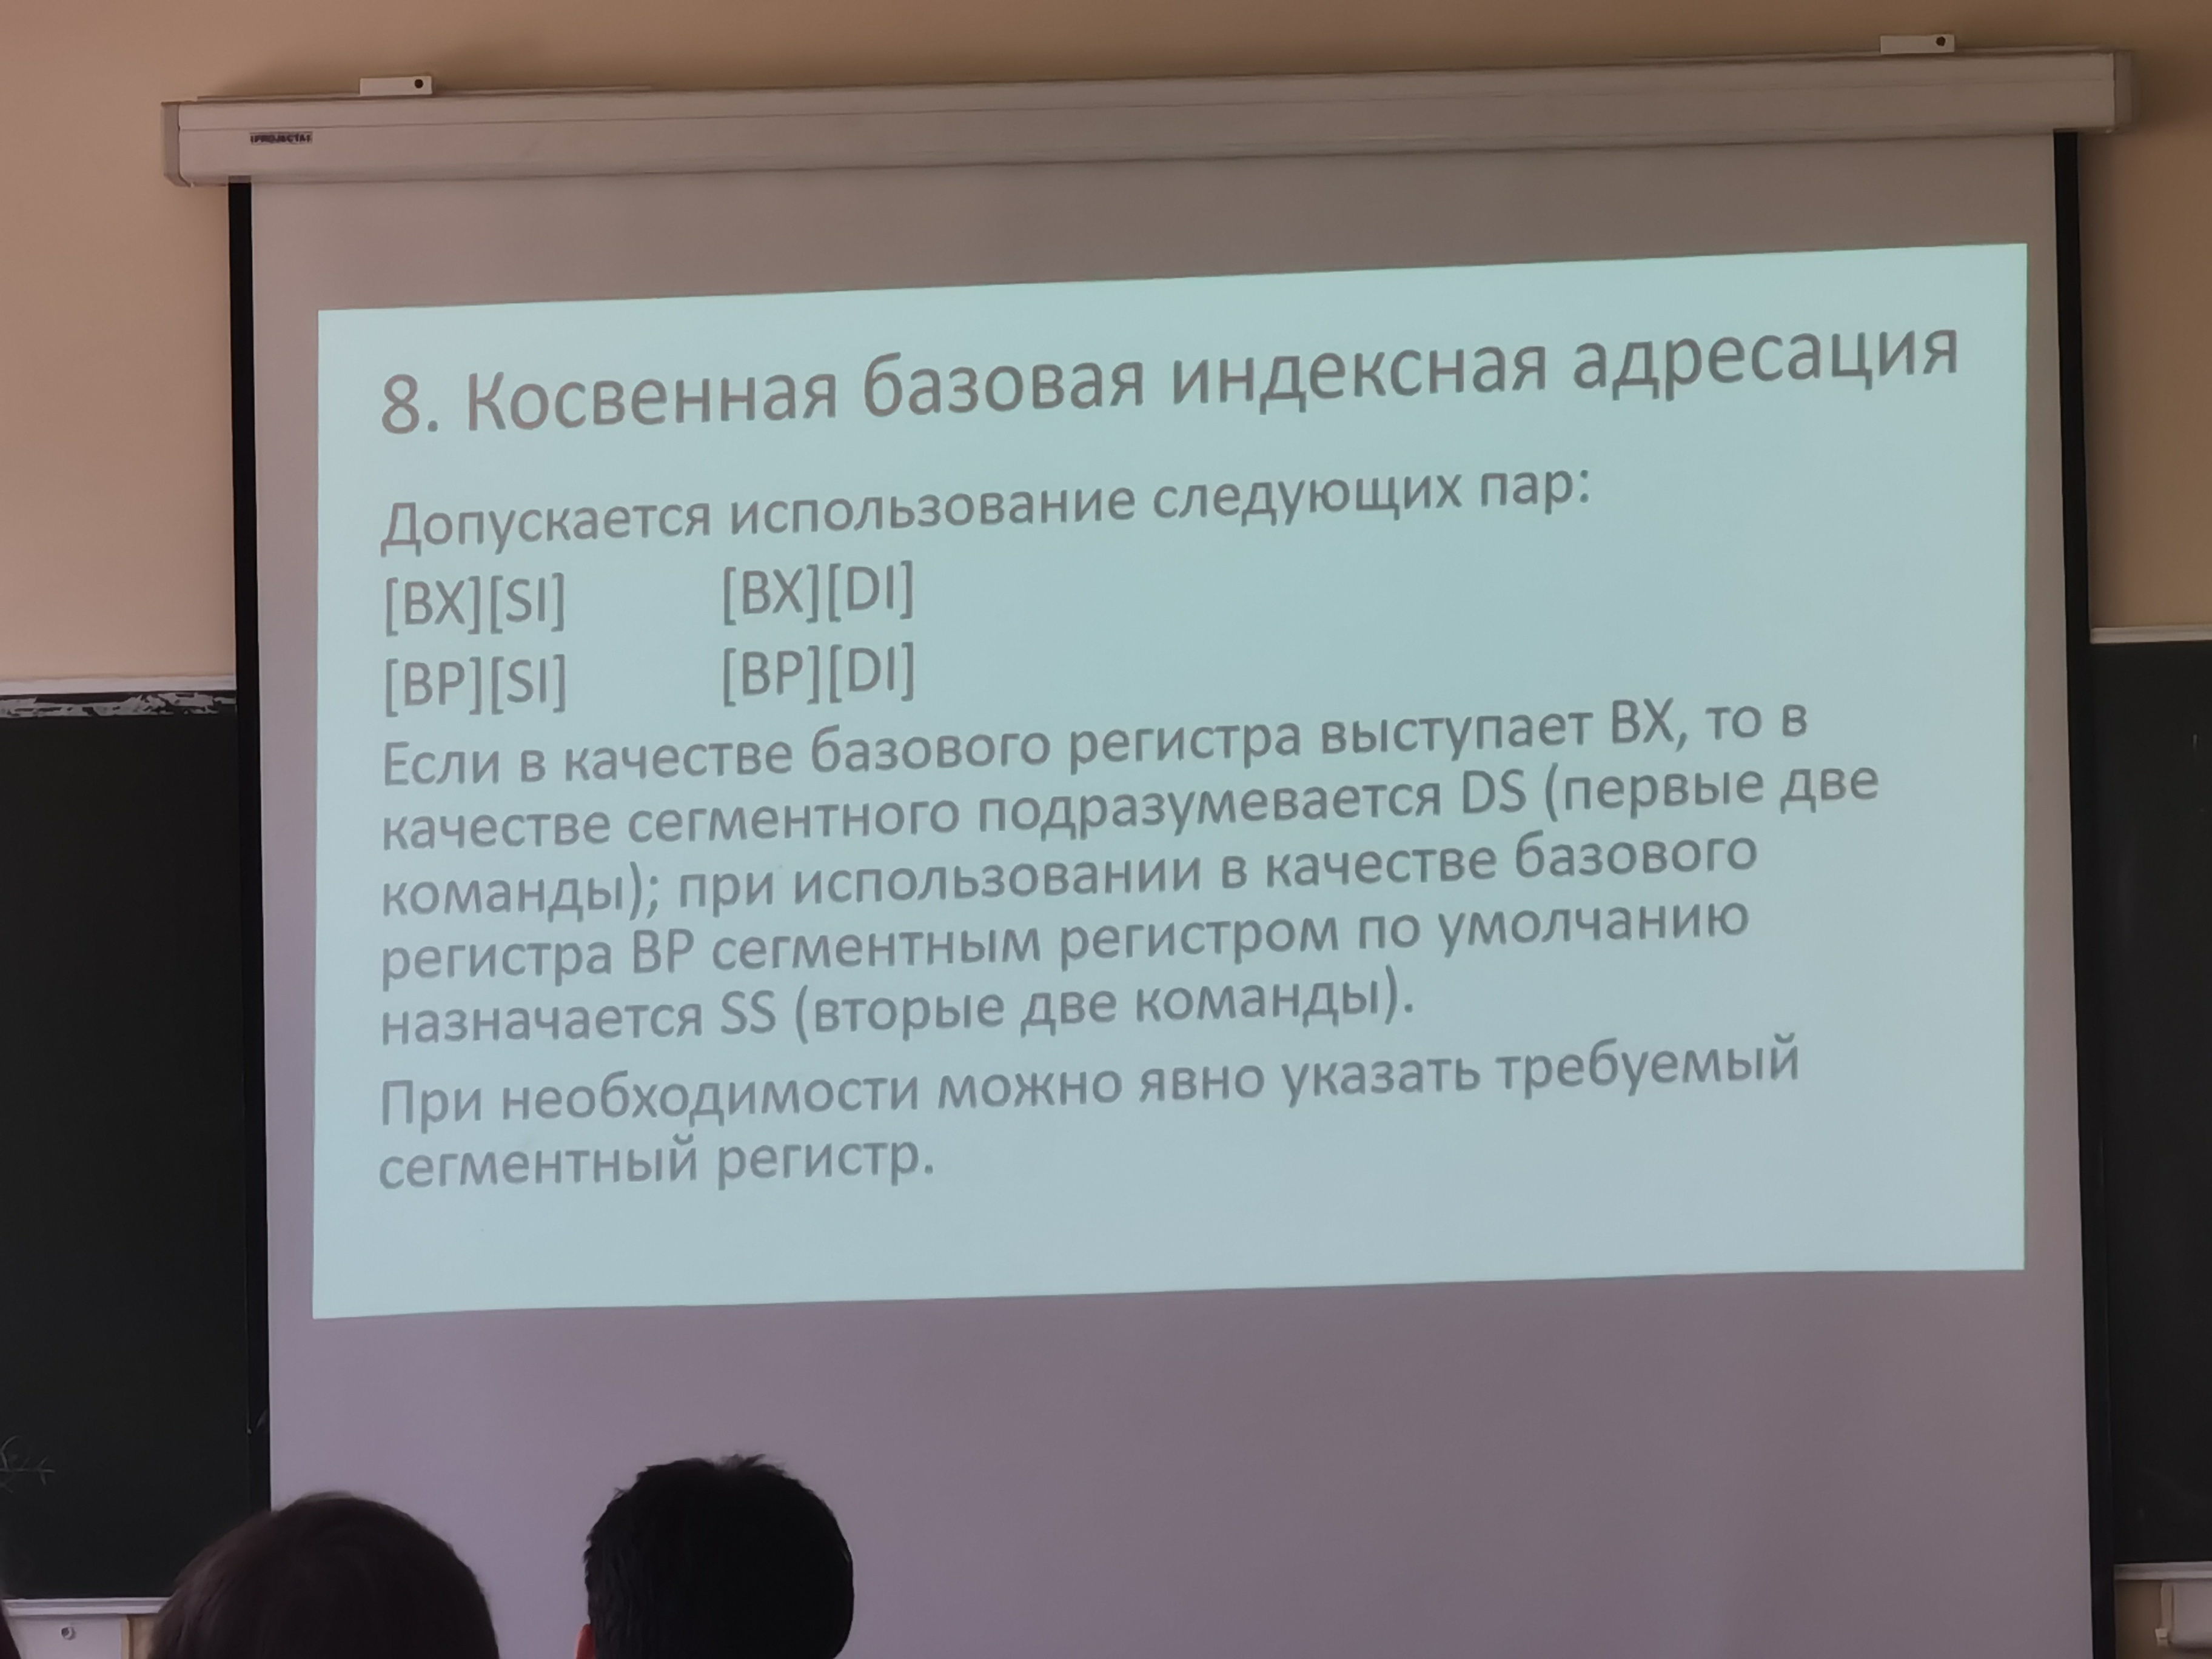 PROJECTA
8. Косвенная базовая индексная адресация
Допускается использование следующих пар:
[BX][SI] [BX][DI]
[BP][SI] [BP][DI]
Если в качестве базового регистра выступает BX, то в
качестве сегментного подразумевается DS (первые две
команды); при использовании в качестве базового
регистра BP сегментным регистром по умолчанию
назначается SS (вторые две команды).
При необходимости можно явно указать требуемый
сегментный регистр.